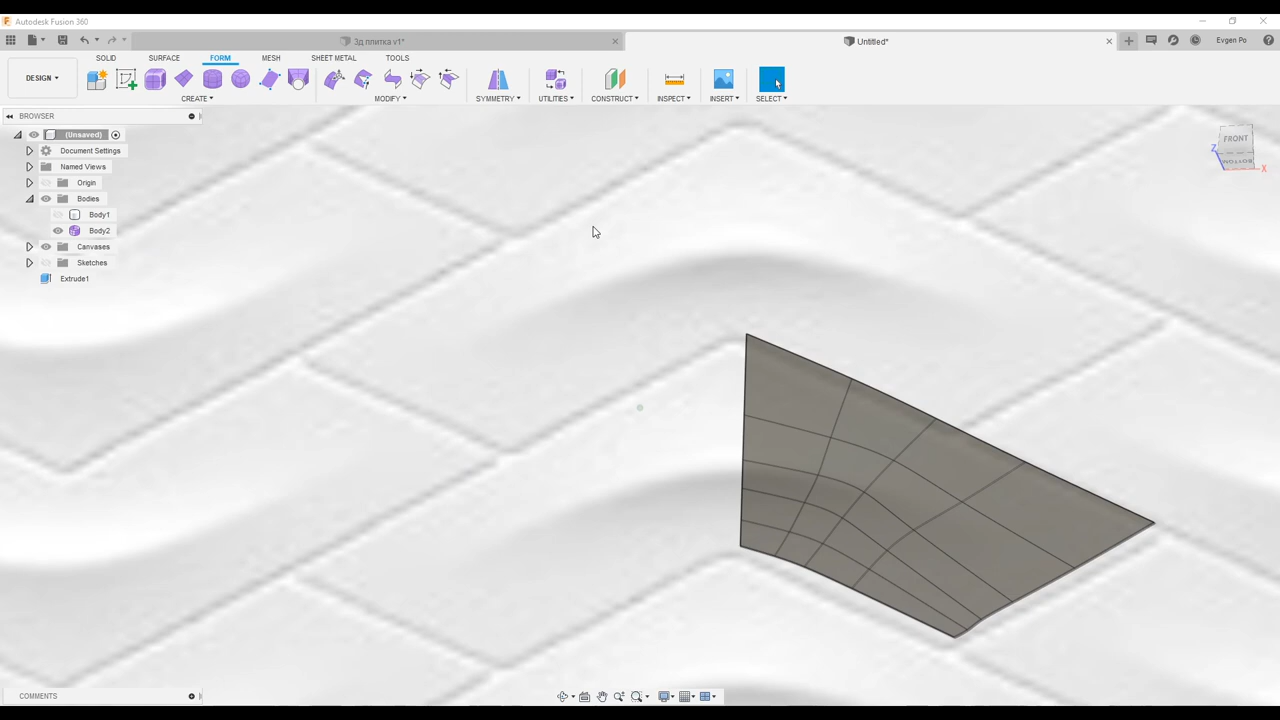 Autodesk Fusion 360
3д плитка v1*
Untitled*
Evgen Po
DESIGN
SOLID
SURFACE
FORM
MESH
SHEET METAL
TOOLS
CREATE
MODIFY
SYMMETRY
UTILITIES
CONSTRUCT
INSPECT
INSERT
SELECT
BROWSER
(Unsaved)
Document Settings
Named Views
Origin
Bodies
Body1
Body2
Canvases
Sketches
Extrude1
FRONT
BOTTOM
Z
X
COMMENTS